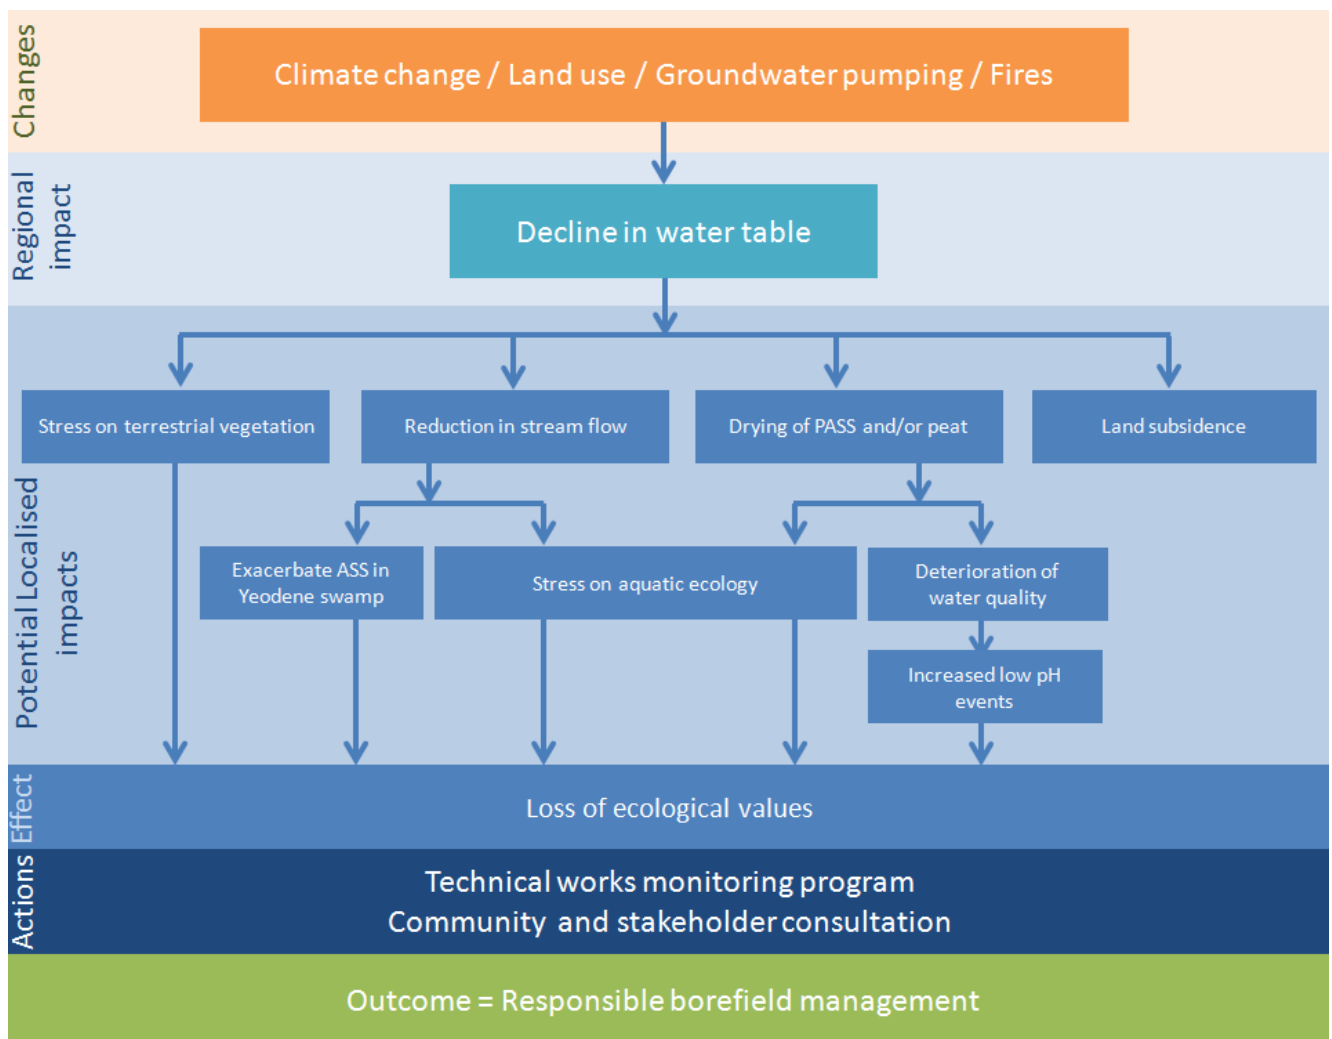 Changes
Climate change / Land use / Groundwater pumping / Fires
Regional
impact
Decline in water table
Potential Localised
impacts
Stress on terrestrial vegetation
Reduction in stream flow
Drying of PASS and/or peat
Land subsidence
Exacerbate ASS in
Yeodene swamp
Stress on aquatic ecology
Deterioration of
water quality
Increased low pH
events
Effect
Loss of ecological values
Actions
Technical works monitoring program
Community and stakeholder consultation
Outcome = Responsible borefield management